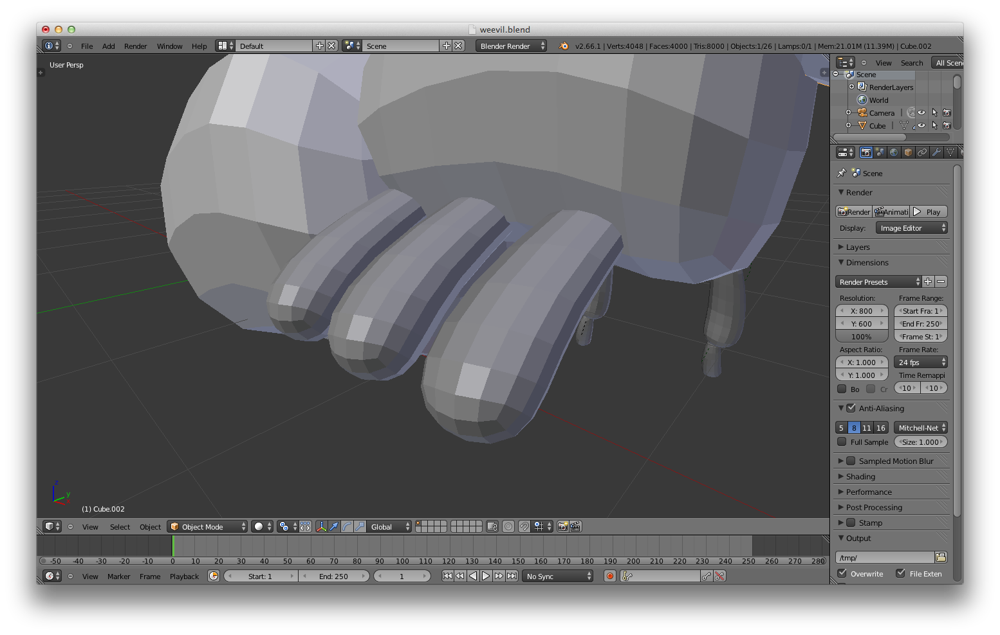 weevil.blend
File Add Render Window Help Default Scene Blender Render v2.66.1 | Verts:4048 | Faces:4000 | Tris:8000 | Objects:1/26 | Lamps:0/1 | Mem:21.01M (11.39M) | Cube.002
User Persp
View Search All Scen
Scene
RenderLayers
World
Camera
Cube
Scene
Render
Render Animati Play
Display: Image Editor
Layers
Dimensions
Render Presets
Resolution: Frame Range:
X: 800 Start Fra: 1
Y: 600 End Fr: 250
100% Frame St: 1
Aspect Ratio: Frame Rate:
X: 1.000 24 fps
Y: 1.000 Time Remappi
Bo Cr 10 10
Anti-Aliasing
5 8 11 16 Mitchell-Net
Full Sample Size: 1.000
Sampled Motion Blur
Shading
Performance
Post Processing
Stamp
Output
/tmp/
Overwrite File Exten
z
y
(1) Cube.002
View Select Object Object Mode Global
-50 -40 -30 -20 -10 0 10 20 30 40 50 60 70 80 90 100 110 120 130 140 150 160 170 180 190 200 210 220 230 240 250 260 270 280
View Marker Frame Playback Start: 1 End: 250 1 No Sync